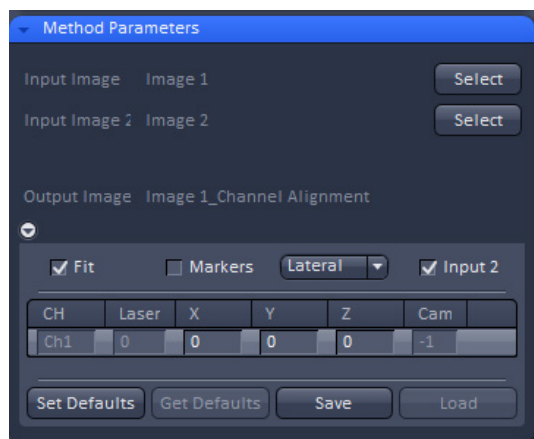 Method Parameters
Input Image Image 1 Select
Input Image 2 Image 2 Select
Output Image Image 1_Channel Alignment
Fit Markers Lateral Input 2
CH Laser X Y Z Cam
Ch1 0 0 0 0 -1
Set Defaults Get Defaults Save Load